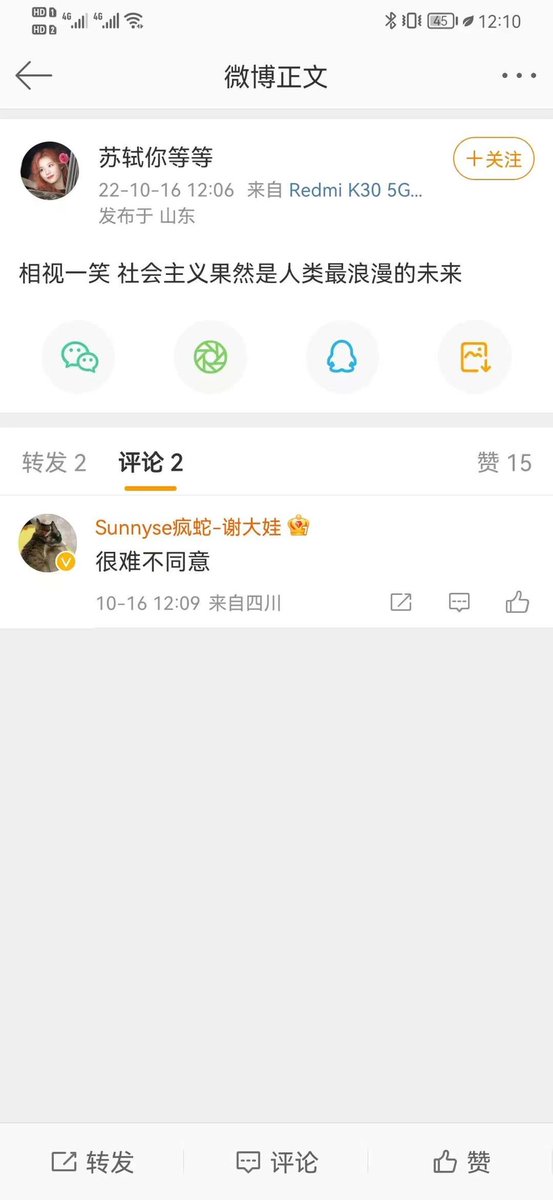 HD 1 4G 4G 45 12:10
HD 2
微博正文
苏轼你等等
+关注
22-10-16 12:06 来自 Redmi K30 5G...
发布于 山东
相视一笑 社会主义果然是人类最浪漫的未来
转发 2 评论 2 赞 15
Sunnyse疯蛇-谢大娃
很难不同意
10-16 12:09 来自四川
转发 评论 赞